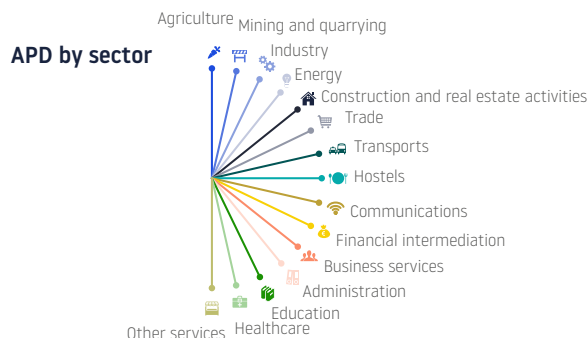 APD by sector
Agriculture
Mining and quarrying
Industry
Energy
Construction and real estate activities
Trade
Transports
Hostels
Communications
Financial intermediation
Business services
Administration
Education
Healthcare
Other services